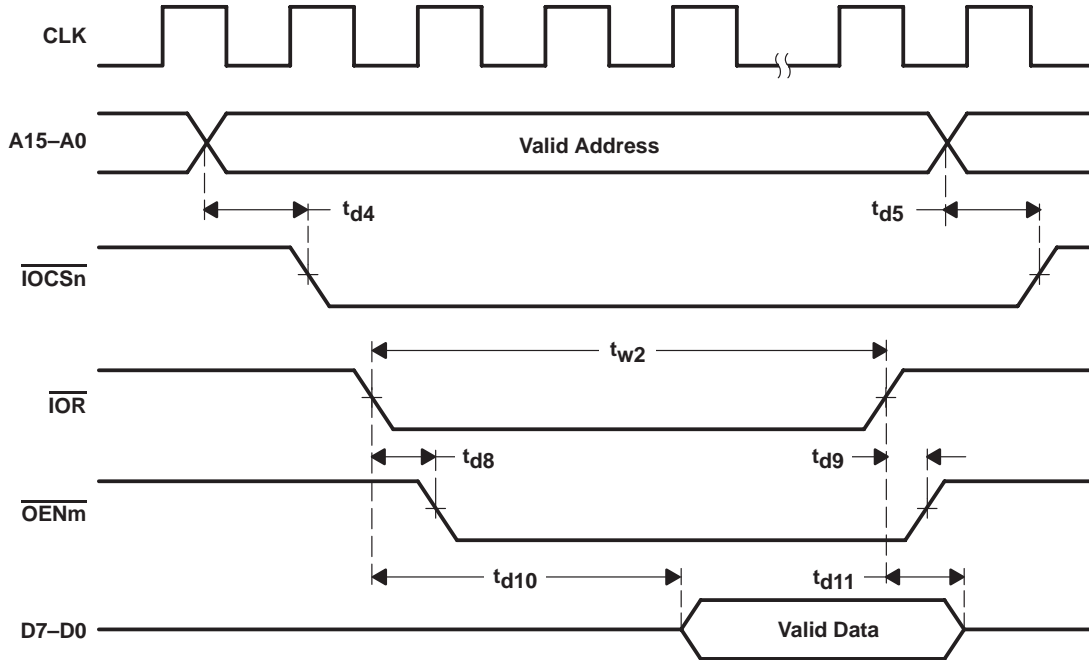 CLK
A15–A0
Valid Address
td4
td5
IOCSn
tw2
IOR
td8
td9
OENm
td10
td11
D7–D0
Valid Data